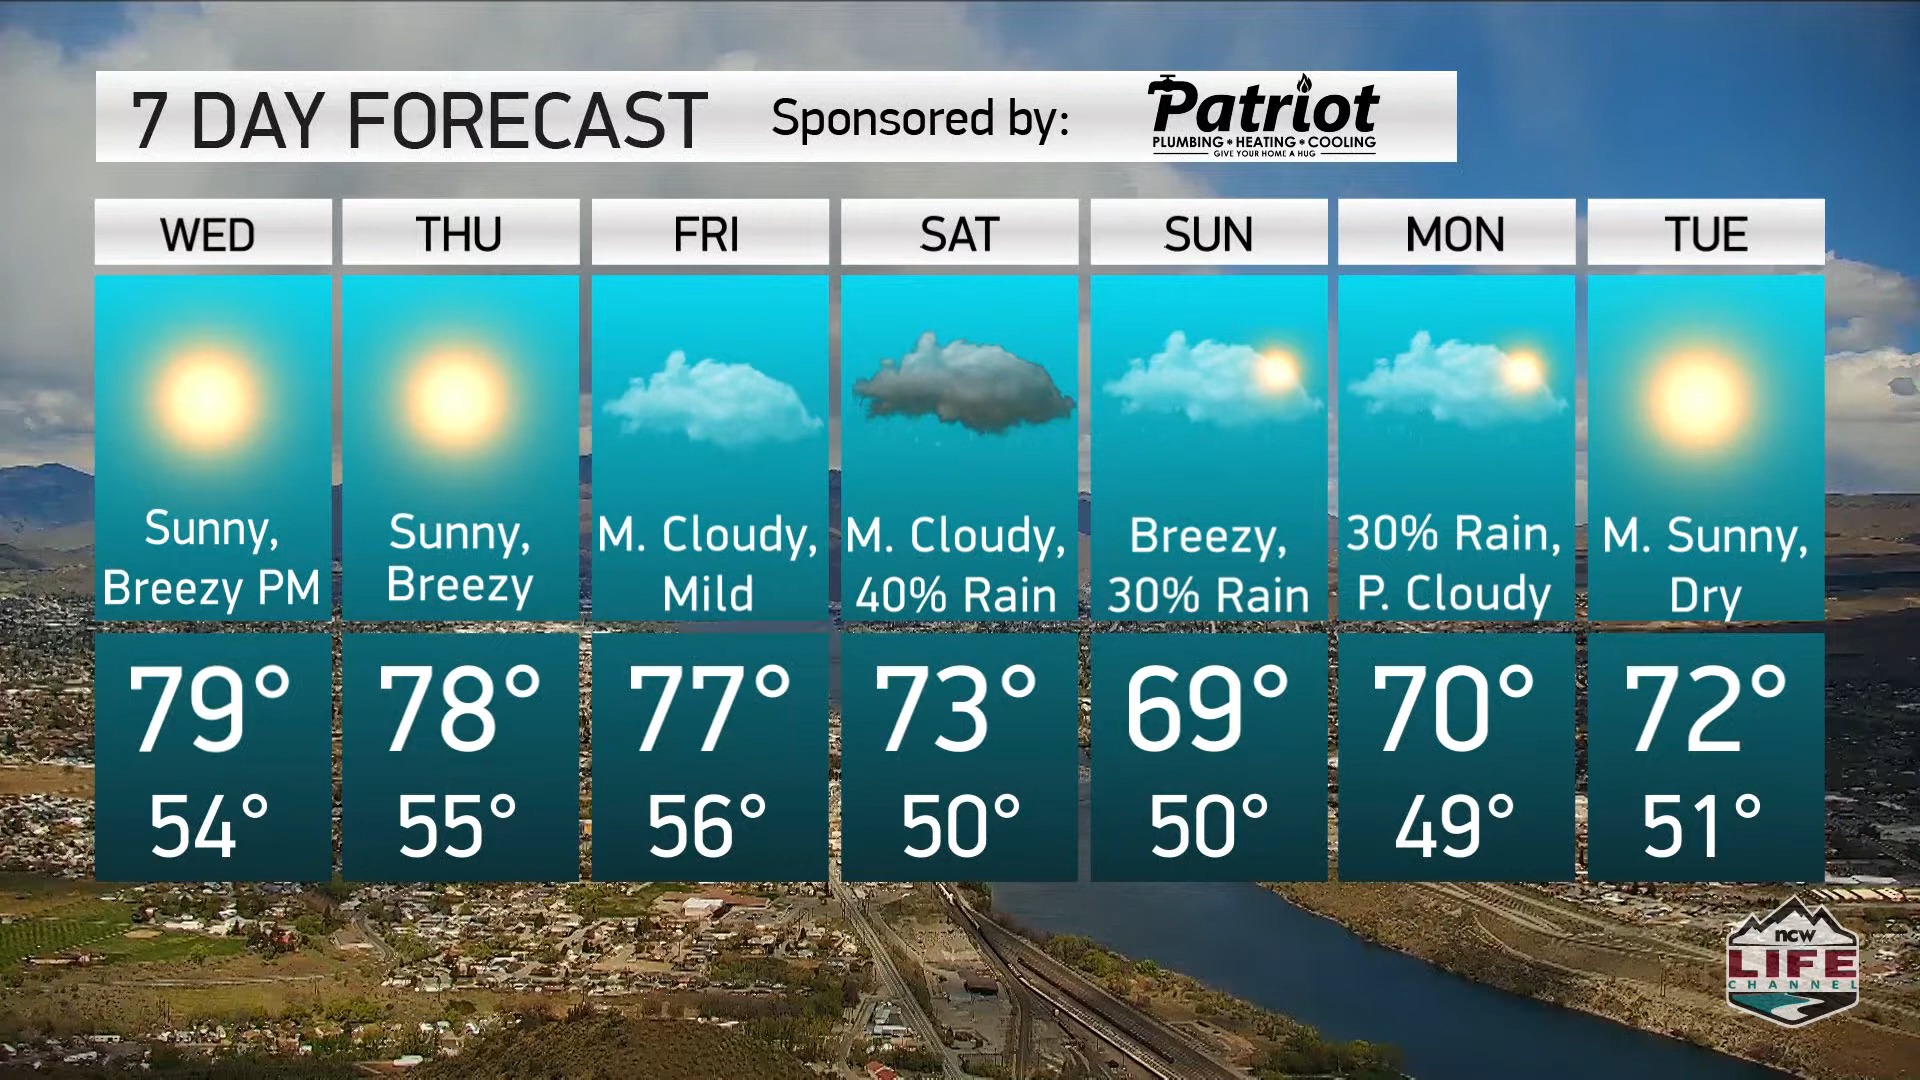 7 DAY FORECAST Sponsored by:
Patriot
PLUMBING * HEATING * COOLING
GIVE YOUR HOME A HUG
WED THU FRI SAT SUN MON TUE
Sunny,
Breezy PM
Sunny,
Breezy
M. Cloudy,
Mild
M. Cloudy,
40% Rain
Breezy,
30% Rain
30% Rain,
P. Cloudy
M. Sunny,
Dry
79° 78° 77° 73° 69° 70° 72°
54° 55° 56° 50° 50° 49° 51°
ncw
LIFE
CHANNEL